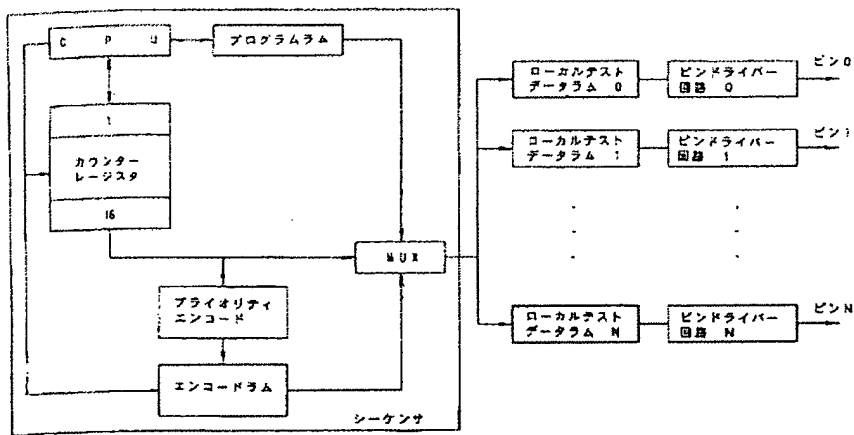 C P U
プログラムラム
1
カウンター
レージスタ
16
プライオリティ
エンコード
エンコードラム
MUX
シーケンサ
ローカルテスト
データラム 0
ピンドライバー
回路 0
ピン0
ローカルテスト
データラム 1
ピンドライバー
回路 1
ピン1
ローカルテスト
データラム N
ピンドライバー
回路 N
ピンN